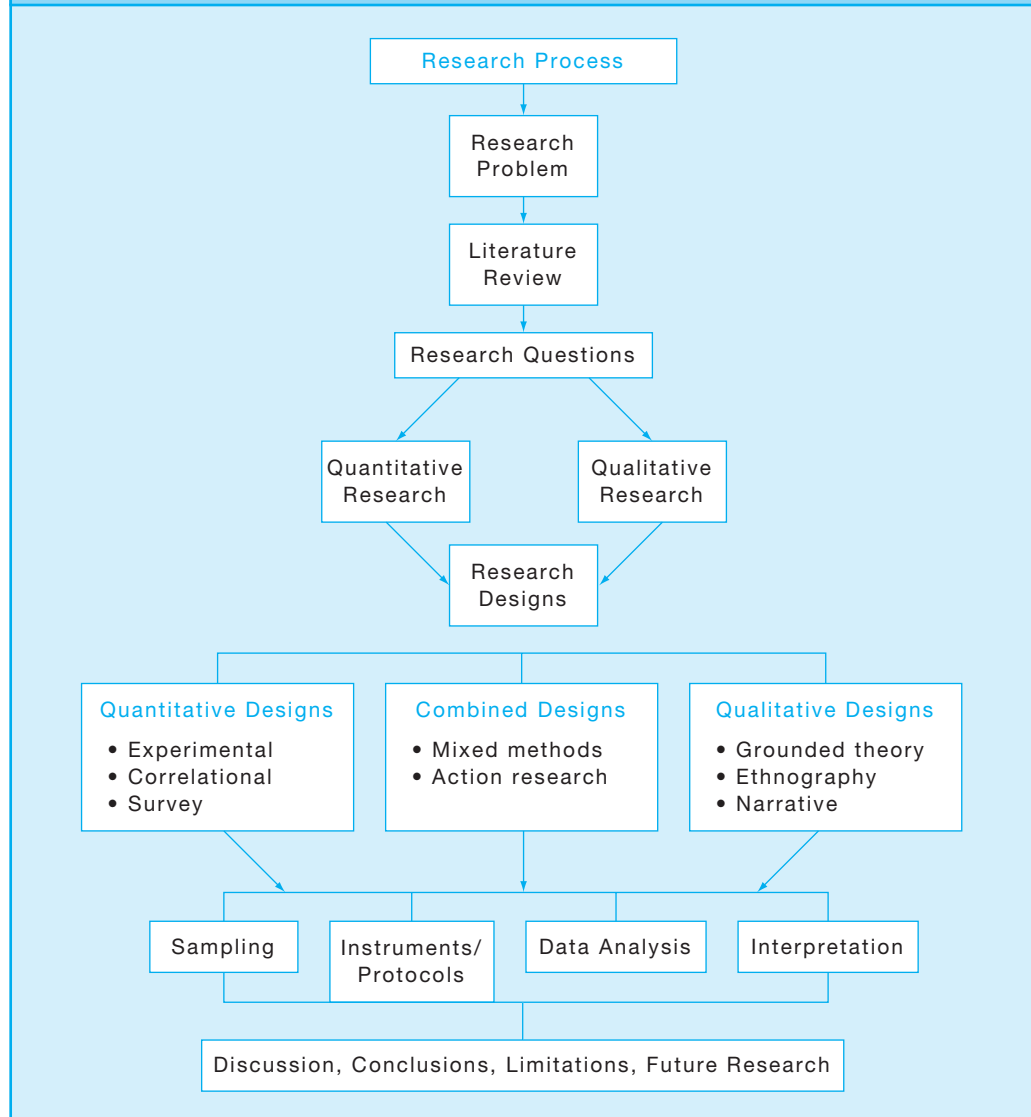 Research Process
Research
Problem
Literature
Review
Research Questions
Quantitative
Research
Qualitative
Research
Research
Designs
Quantitative Designs
• Experimental
• Correlational
• Survey
Combined Designs
• Mixed methods
• Action research
Qualitative Designs
• Grounded theory
• Ethnography
• Narrative
Sampling
Instruments/
Protocols
Data Analysis
Interpretation
Discussion, Conclusions, Limitations, Future Research